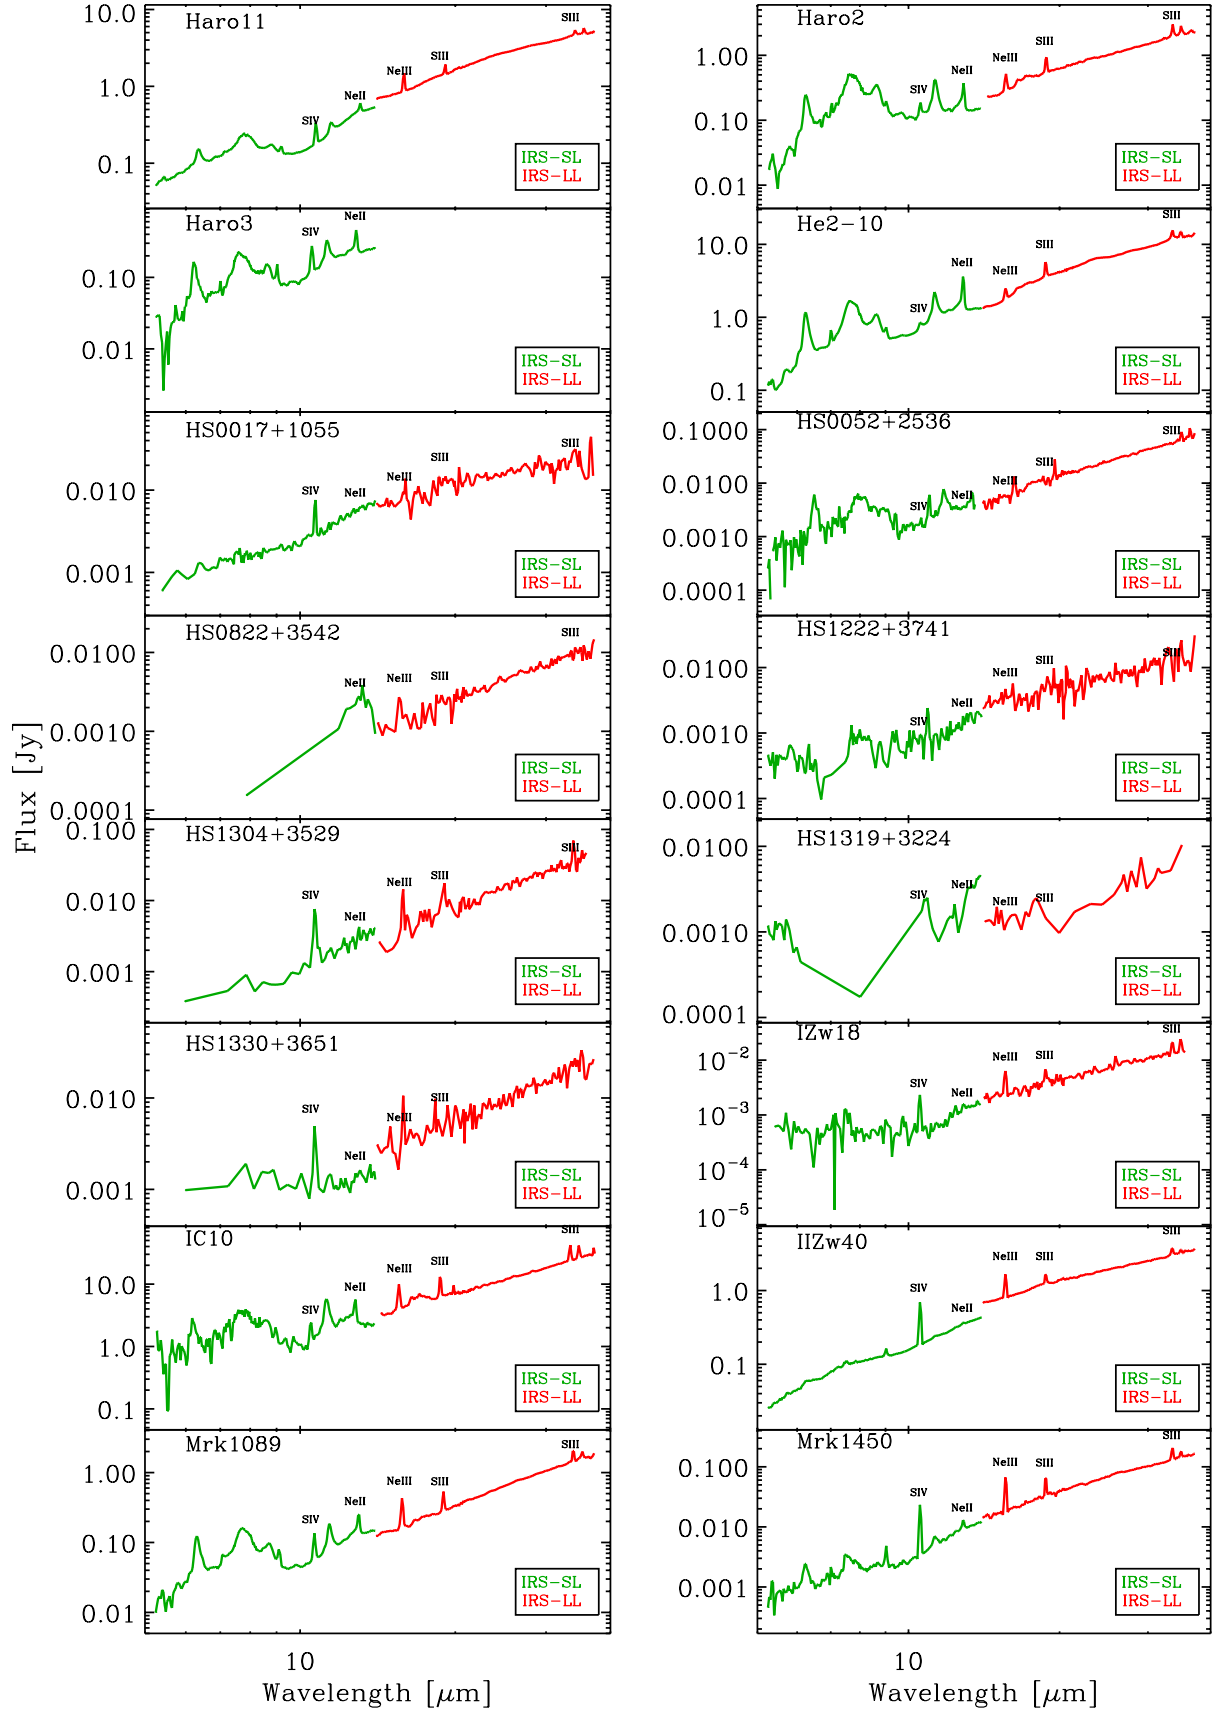 Haro11
10.0
1.0
0.1
SIV
NeII
NeIII
SIII
SIII
IRS-SL
IRS-LL
Haro2
1.00
0.10
0.01
SIV
NeII
NeIII
SIII
SIII
IRS-SL
IRS-LL
Haro3
0.10
0.01
SIV
NeII
IRS-SL
IRS-LL
He2-10
10.0
1.0
0.1
SIV
NeII
NeIII
SIII
SIII
IRS-SL
IRS-LL
HS0017+1055
0.010
0.001
SIV
NeII
NeIII
SIII
SIII
IRS-SL
IRS-LL
HS0052+2536
0.1000
0.0100
0.0010
0.0001
SIV
NeII
NeIII
SIII
SIII
IRS-SL
IRS-LL
HS0822+3542
0.0100
0.0010
0.0001
NeII
NeIII
SIII
SIII
IRS-SL
IRS-LL
HS1222+3741
0.0100
0.0010
0.0001
SIV
NeII
NeIII
SIII
SIII
IRS-SL
IRS-LL
Flux [Jy]
HS1304+3529
0.100
0.010
0.001
SIV
NeII
NeIII
SIII
SIII
IRS-SL
IRS-LL
HS1319+3224
0.0100
0.0010
0.0001
SIV
NeII
NeIII
SIII
IRS-SL
IRS-LL
HS1330+3651
0.010
0.001
SIV
NeII
NeIII
SIII
IRS-SL
IRS-LL
IZw18
10⁻²
10⁻³
10⁻⁴
10⁻⁵
SIV
NeII
NeIII
SIII
SIII
IRS-SL
IRS-LL
IC10
10.0
1.0
0.1
SIV
NeII
NeIII
SIII
SIII
IRS-SL
IRS-LL
IIZw40
1.0
0.1
SIV
NeII
NeIII
SIII
SIII
IRS-SL
IRS-LL
Mrk1089
1.00
0.10
0.01
SIV
NeII
NeIII
SIII
SIII
IRS-SL
IRS-LL
10
Wavelength [μm]
Mrk1450
0.100
0.010
0.001
SIV
NeII
NeIII
SIII
SIII
IRS-SL
IRS-LL
10
Wavelength [μm]